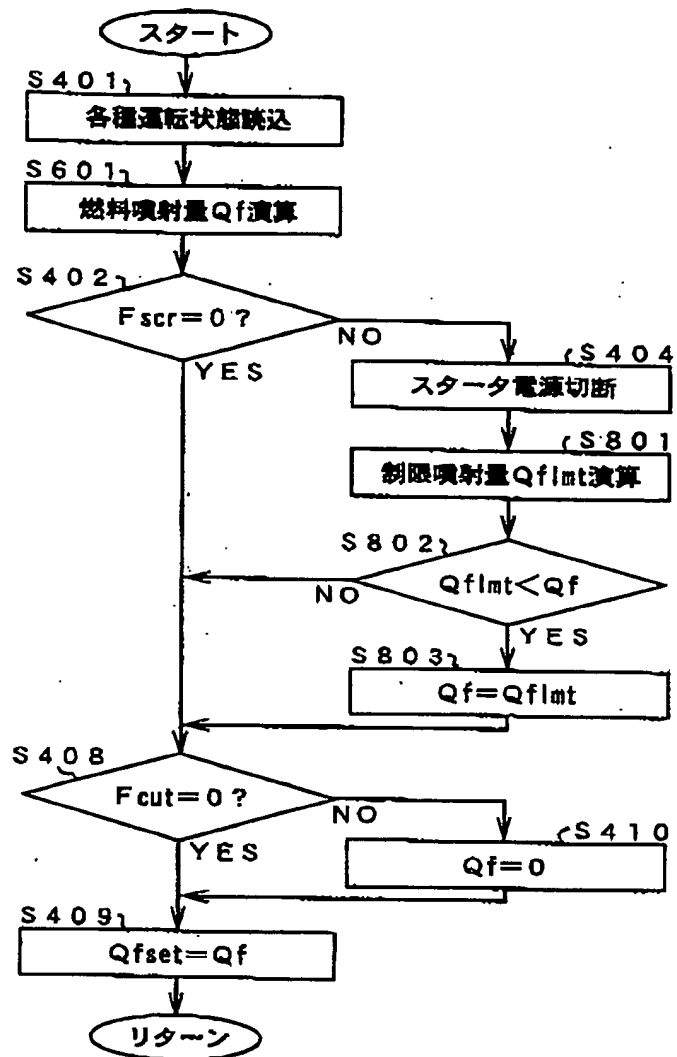 スタート
S401
各種運転状態読込
S601
燃料噴射量Qf演算
S402
Fscr=0?
NO
YES
S404
スタータ電源切断
S801
制限噴射量Qflmt演算
S802
Qflmt<Qf
NO
YES
S803
Qf=Qflmt
S408
Fcut=0?
NO
YES
S410
Qf=0
S409
Qfset=Qf
リターン